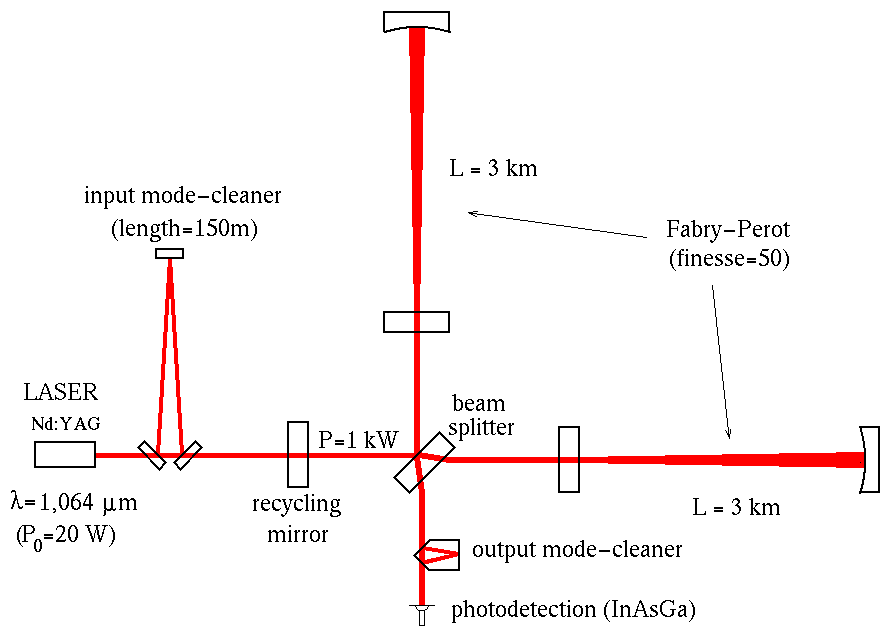 L = 3 km
input mode-cleaner
(length=150m)
Fabry-Perot
(finesse=50)
LASER
Nd:YAG
λ=1,064 μm
(P₀=20 W)
P=1 kW
beam
splitter
recycling
mirror
L = 3 km
output mode-cleaner
photodetection (InAsGa)